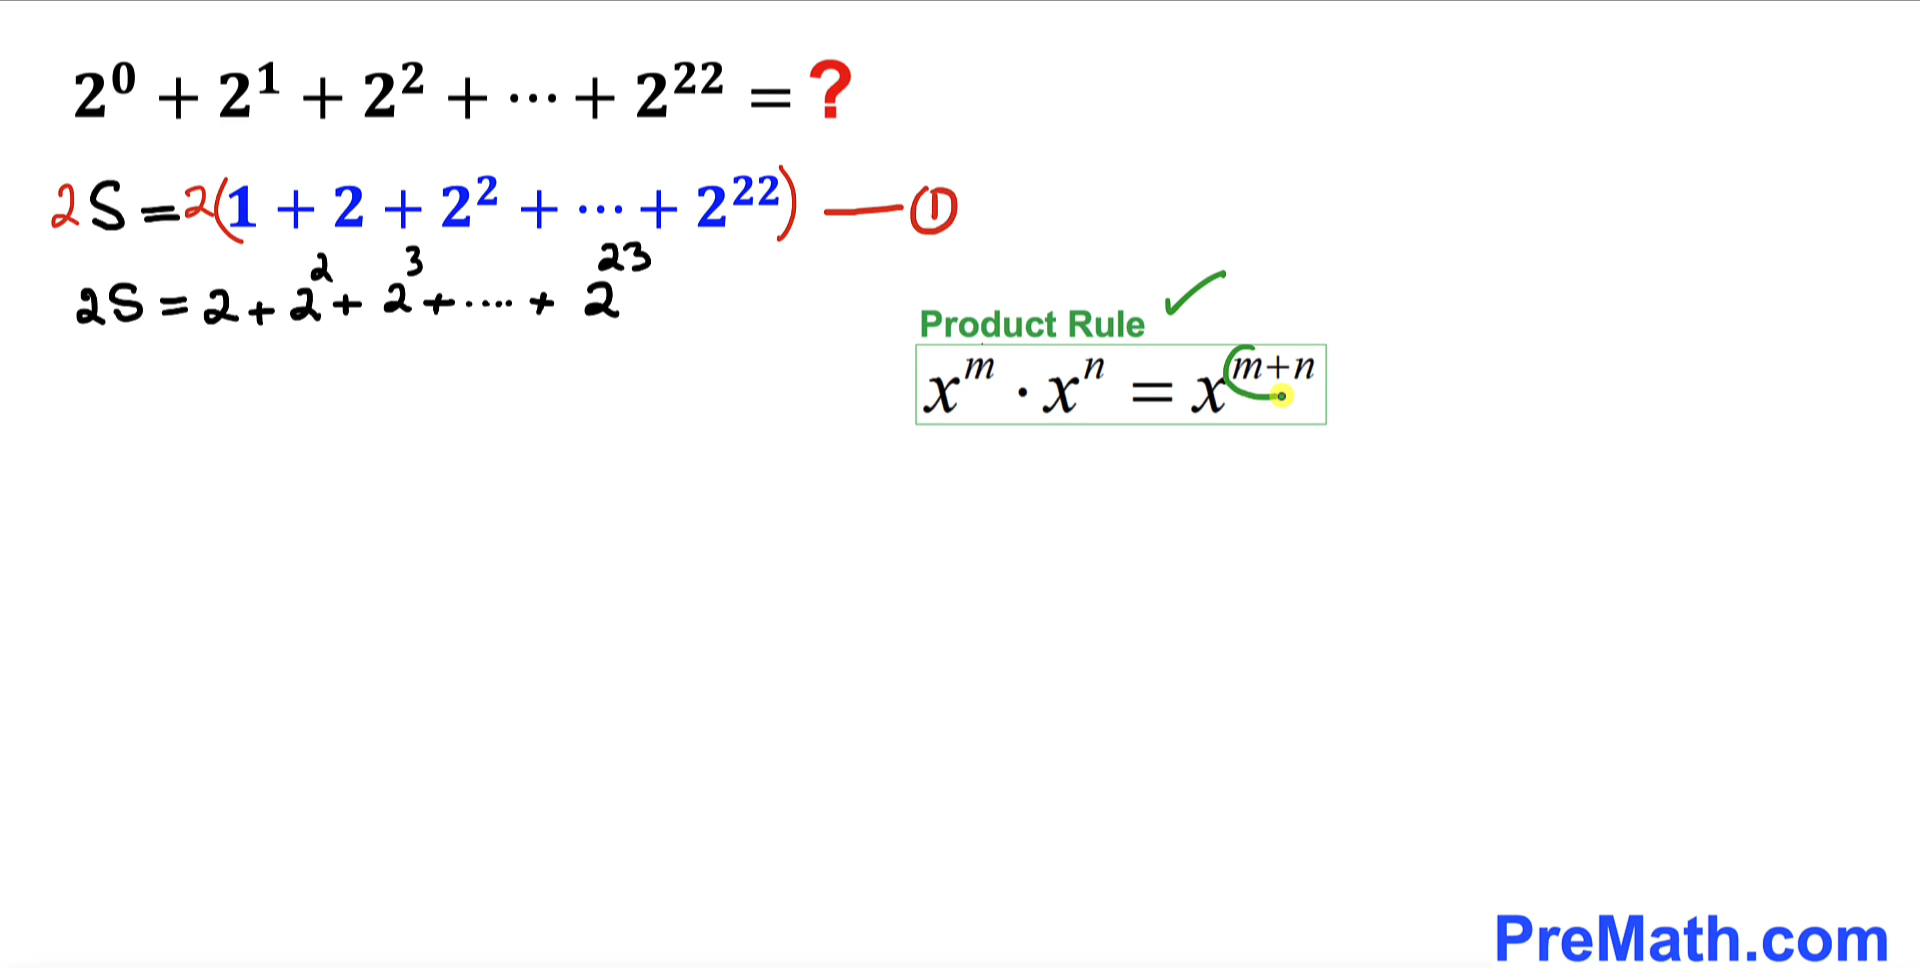 2⁰ + 2¹ + 2² + ⋯ + 2²² = ?
2S = 2(1 + 2 + 2² + ⋯ + 2²²) — ①
2S = 2 + 2² + 2³ + ···· + 2²³
Product Rule ✓
xᵐ · xⁿ = xᵐ⁺ⁿ
PreMath.com